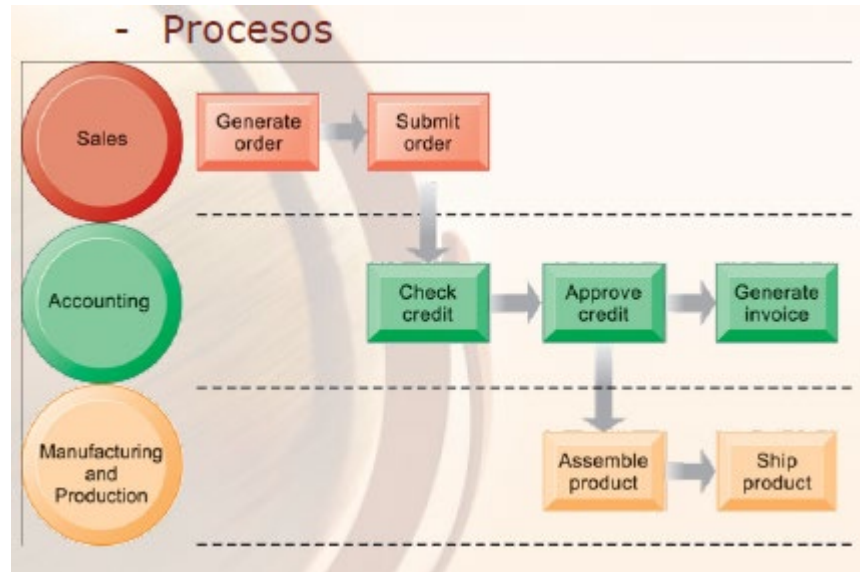 - Procesos
Sales
Generate
order
Submit
order
Accounting
Check
credit
Approve
credit
Generate
invoice
Manufacturing
and
Production
Assemble
product
Ship
product